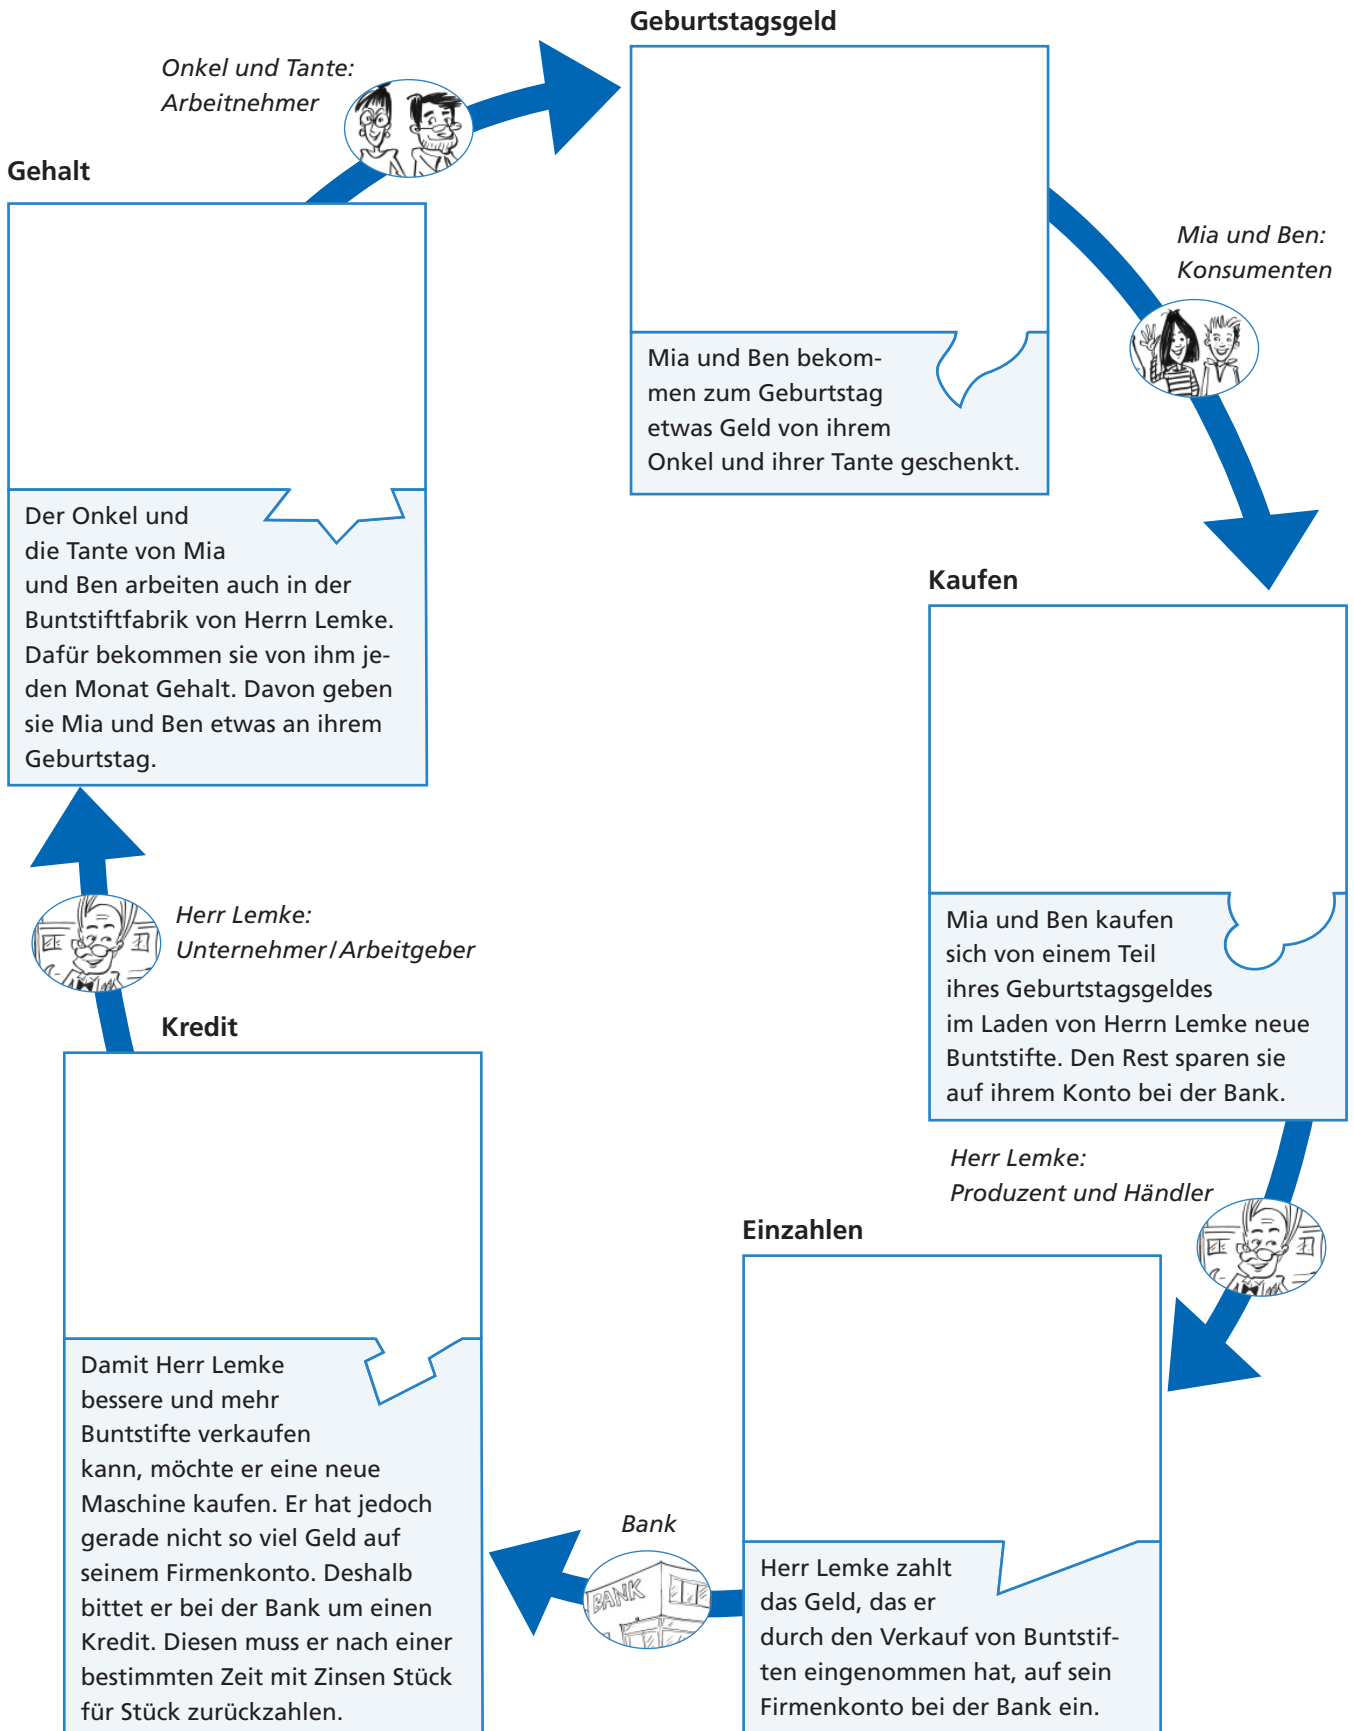 Geburtstagsgeld
Onkel und Tante:
Arbeitnehmer
Gehalt
Mia und Ben:
Konsumenten
Mia und Ben bekom-
men zum Geburtstag
etwas Geld von ihrem
Onkel und ihrer Tante geschenkt.
Der Onkel und
die Tante von Mia
und Ben arbeiten auch in der
Buntstiftfabrik von Herrn Lemke.
Dafür bekommen sie von ihm je-
den Monat Gehalt. Davon geben
sie Mia und Ben etwas an ihrem
Geburtstag.
Kaufen
Mia und Ben kaufen
sich von einem Teil
ihres Geburtstagsgeldes
im Laden von Herrn Lemke neue
Buntstifte. Den Rest sparen sie
auf ihrem Konto bei der Bank.
Herr Lemke:
Unternehmer/Arbeitgeber
Kredit
Herr Lemke:
Produzent und Händler
Einzahlen
Damit Herr Lemke
bessere und mehr
Buntstifte verkaufen
kann, möchte er eine neue
Maschine kaufen. Er hat jedoch
gerade nicht so viel Geld auf
seinem Firmenkonto. Deshalb
bittet er bei der Bank um einen
Kredit. Diesen muss er nach einer
bestimmten Zeit mit Zinsen Stück
für Stück zurückzahlen.
Bank
BANK
Herr Lemke zahlt
das Geld, das er
durch den Verkauf von Buntstif-
ten eingenommen hat, auf sein
Firmenkonto bei der Bank ein.